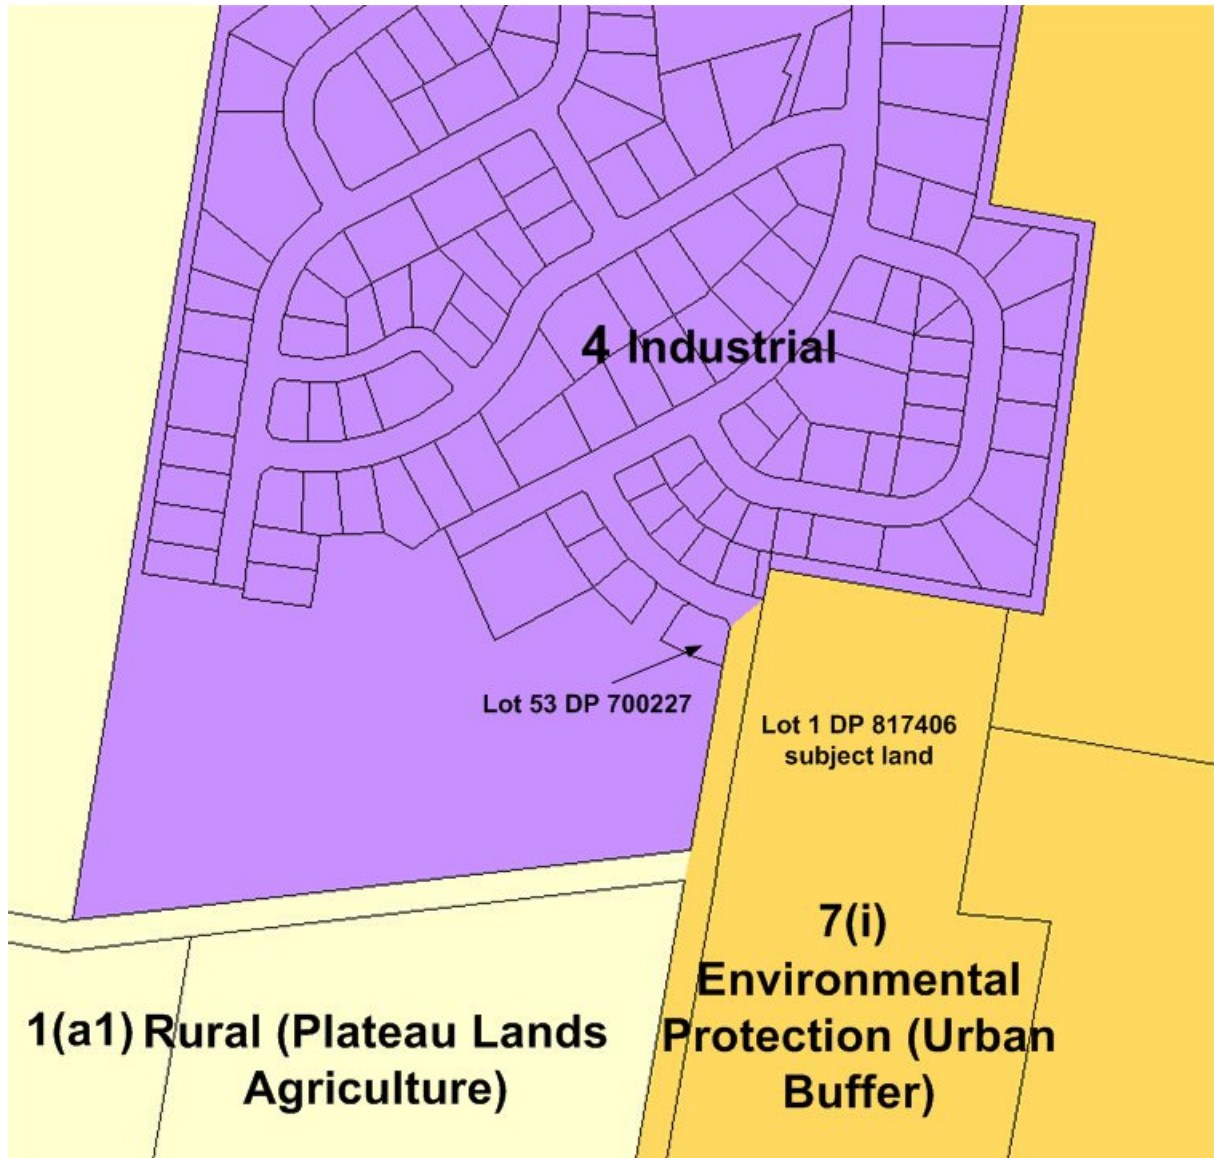 4 Industrial
Lot 53 DP 700227
Lot 1 DP 817406
subject land
7(i)
Environmental
Protection (Urban
Buffer)
1(a1) Rural (Plateau Lands
Agriculture)